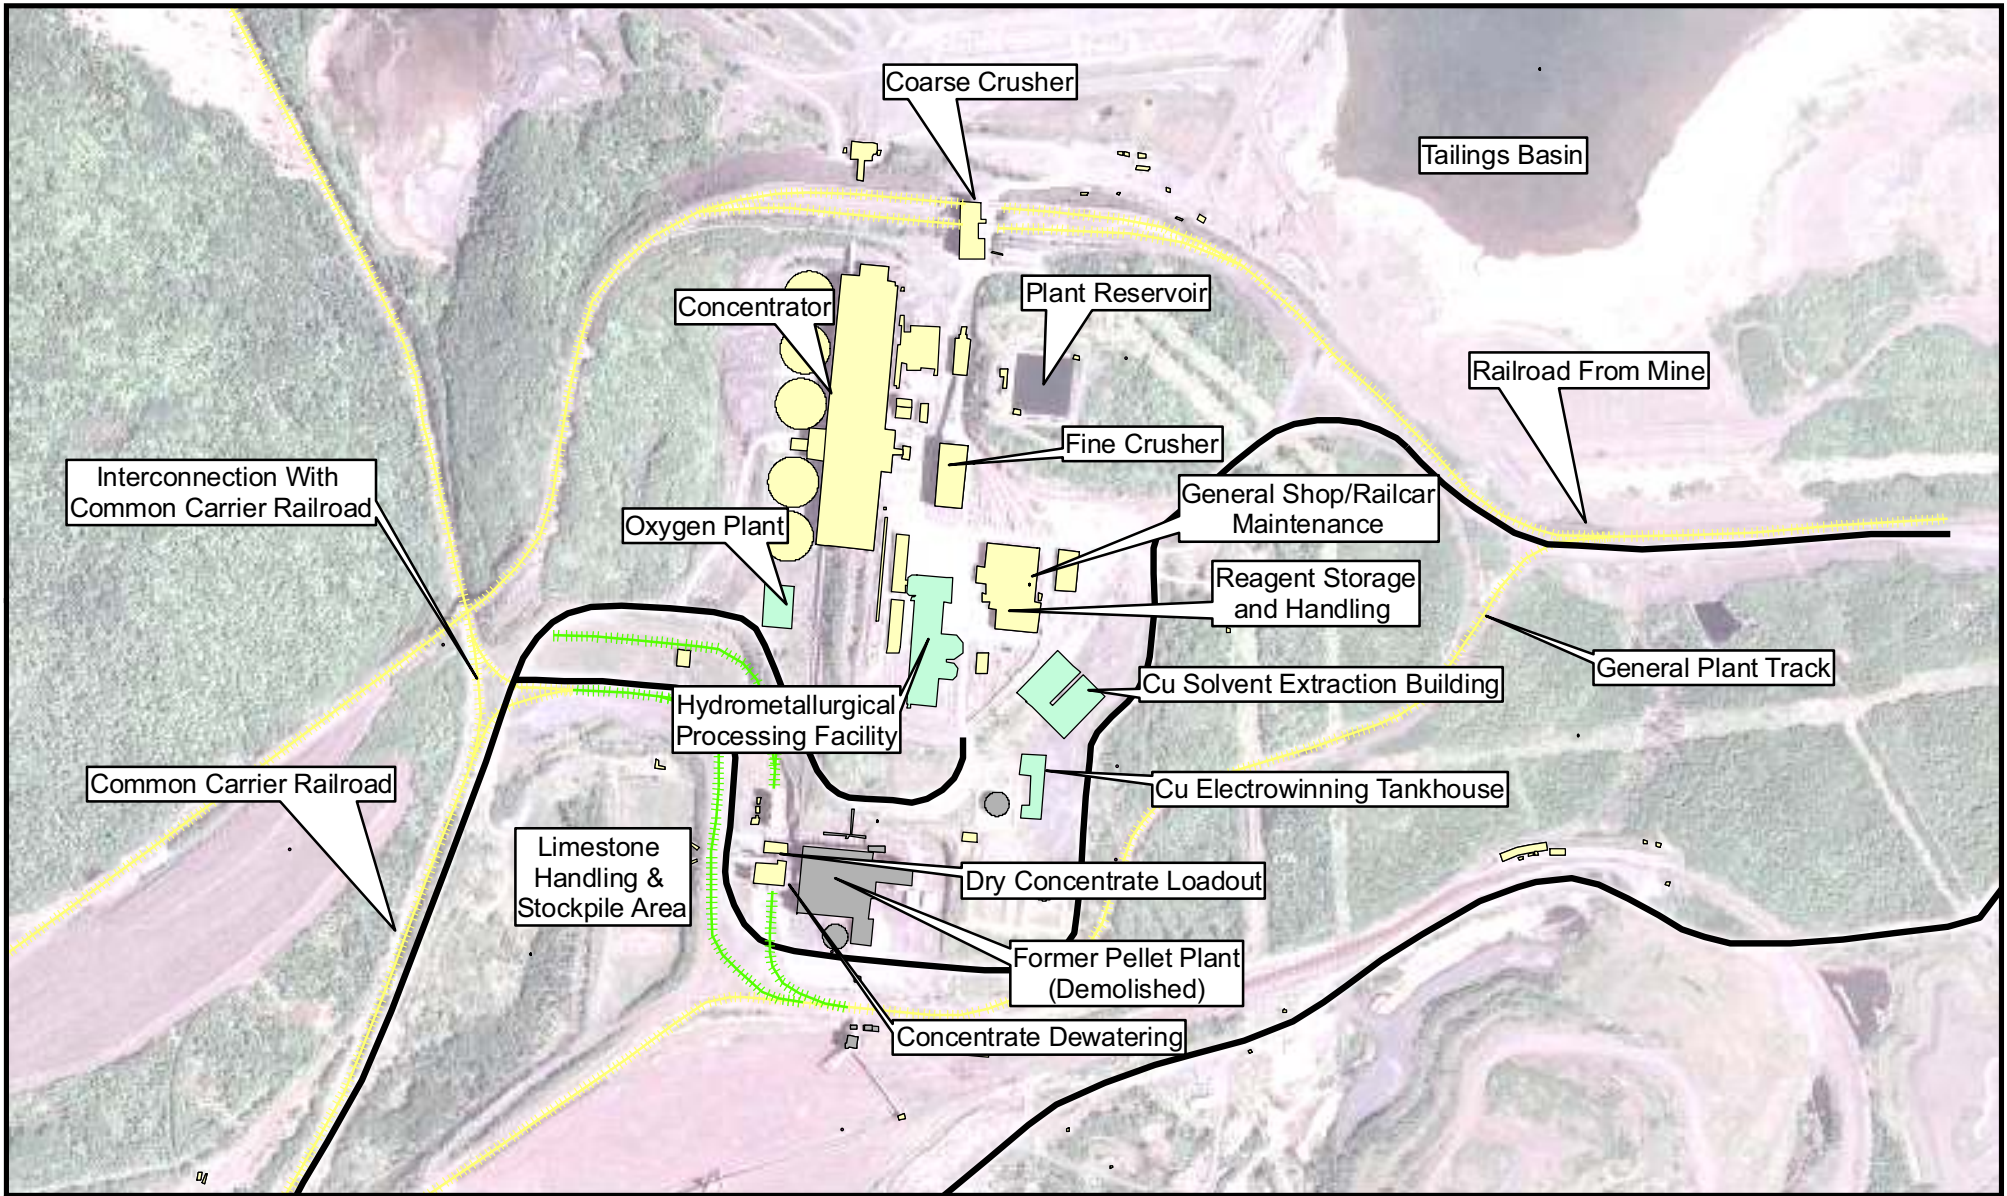 Coarse Crusher
Tailings Basin
Plant Reservoir
Concentrator
Railroad From Mine
Fine Crusher
Interconnection With
Common Carrier Railroad
General Shop/Railcar
Maintenance
Oxygen Plant
Reagent Storage
and Handling
General Plant Track
Cu Solvent Extraction Building
Hydrometallurgical
Processing Facility
Common Carrier Railroad
Cu Electrowinning Tankhouse
Limestone
Handling &
Stockpile Area
Dry Concentrate Loadout
Former Pellet Plant
(Demolished)
Concentrate Dewatering